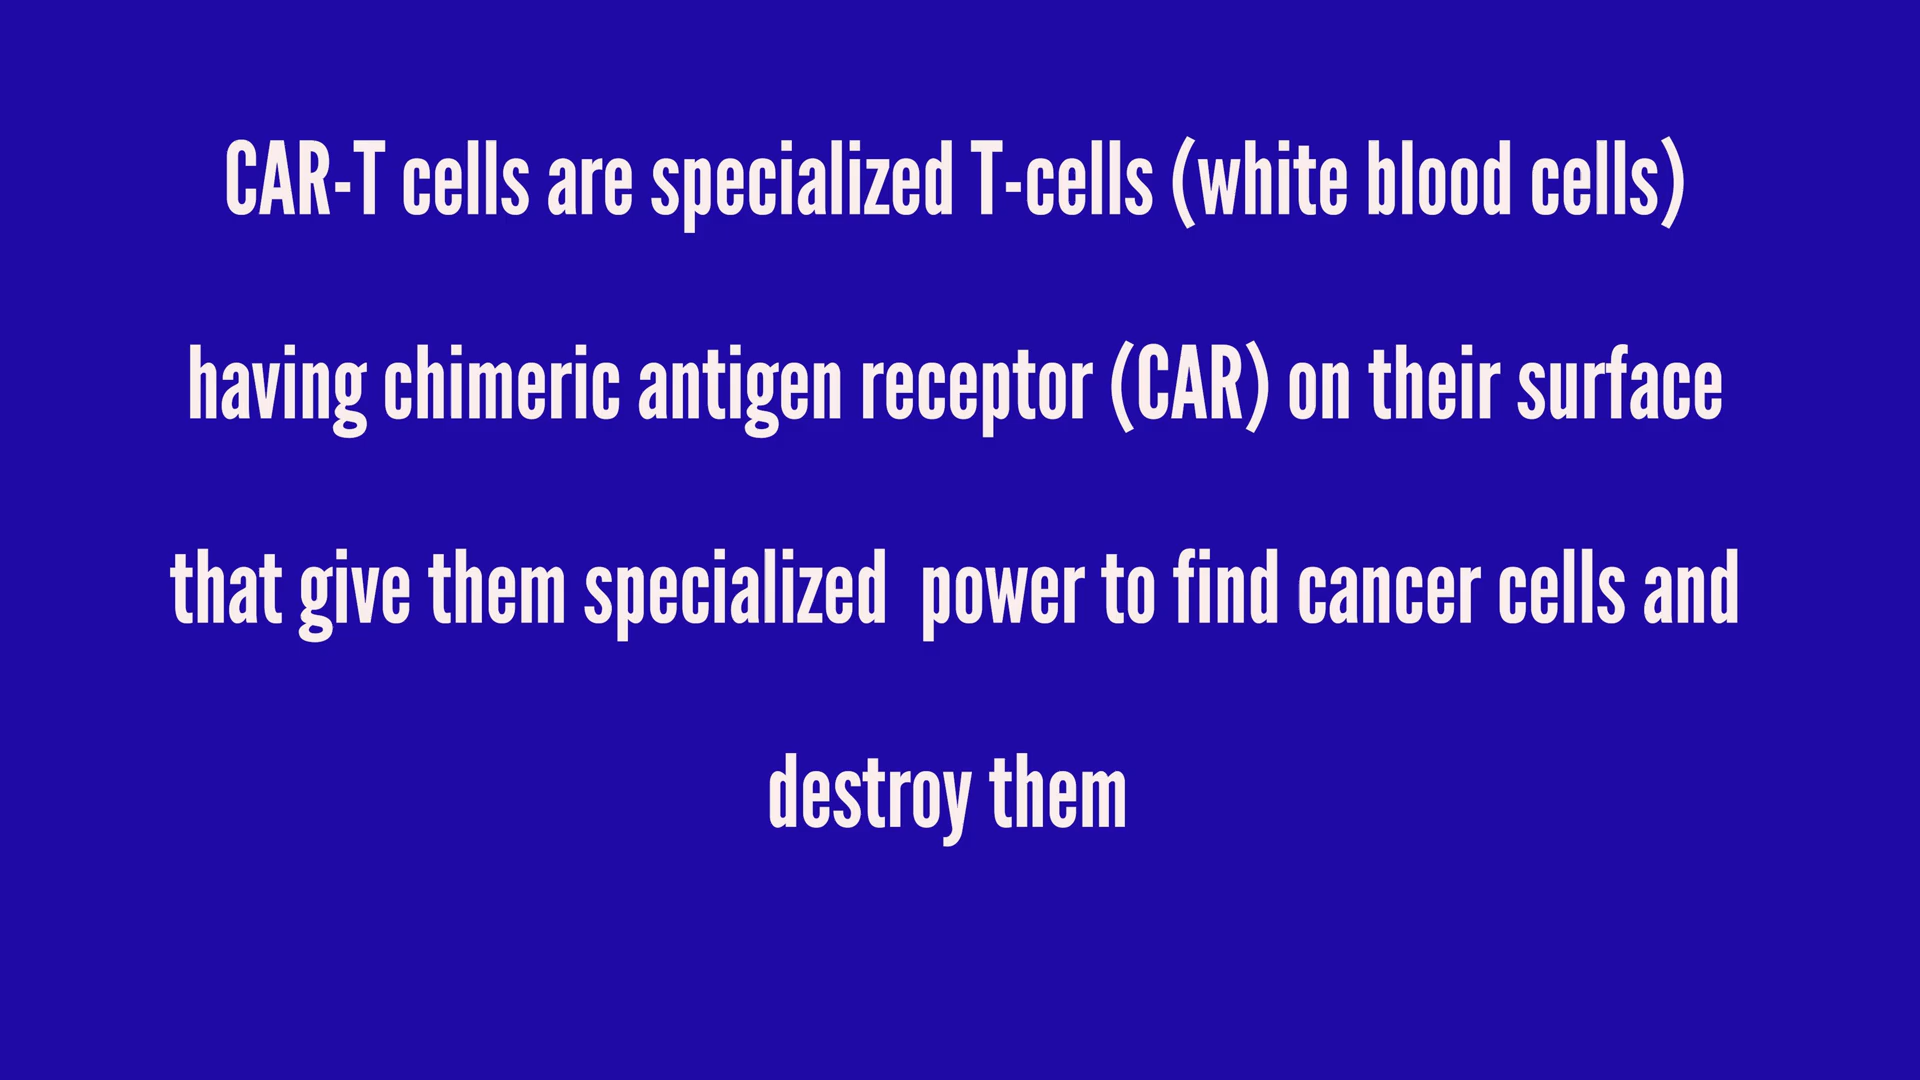 CAR-T cells are specialized T-cells (white blood cells)
having chimeric antigen receptor (CAR) on their surface
that give them specialized  power to find cancer cells and
destroy them